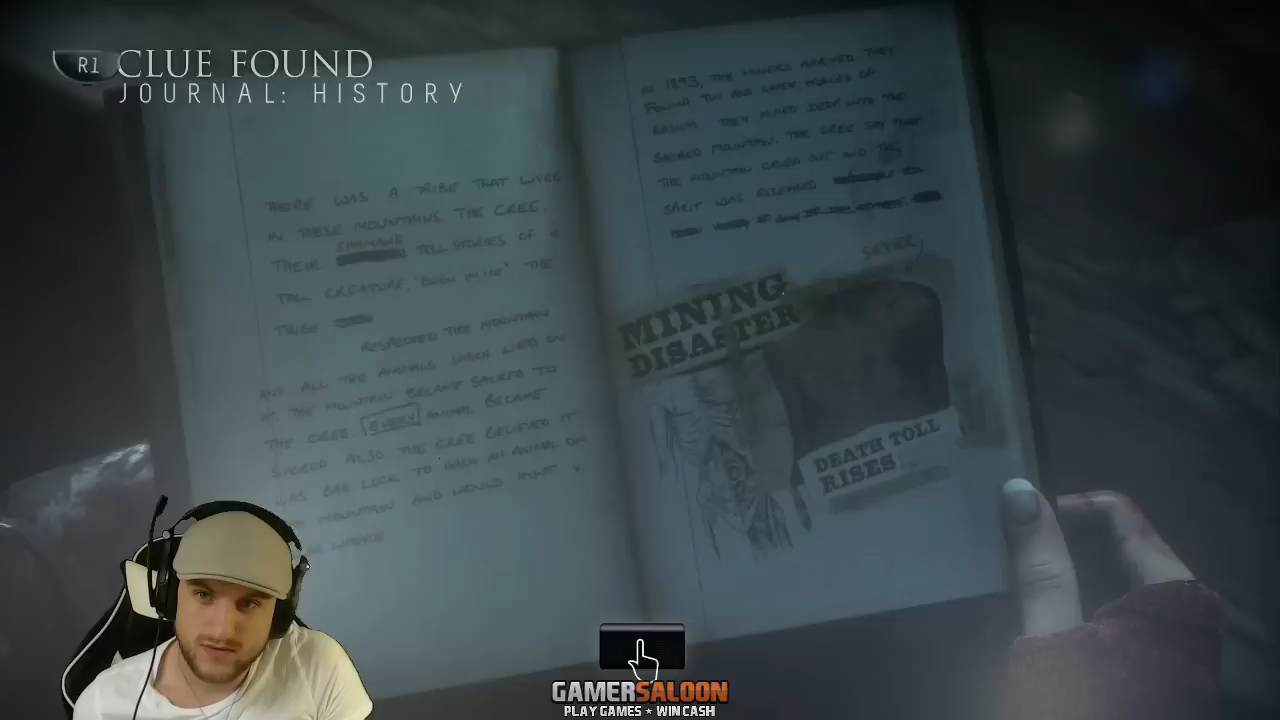 R1 CLUE FOUND
JOURNAL: HISTORY
THERE WAS A TRIBE THAT LIVED
IN THESE MOUNTAINS. THE CREE.
SHAMANS
THEIR TELL STORIES OF
TALL CREATURE, "BORN IN ICE". THE
TRIBE
RESPECTED THE MOUNTAIN
AND ALL THE ANIMALS WHICH LIVED ON
IT. THE MOUNTAIN BECAME SACRED TO
THE CREE. EVERY ANIMAL BECAME
SACRED ALSO. THE CREE BELIEVED IT
WAS BAD LUCK TO HARM AN ANIMAL ON
MOUNTAIN AND WOULD HUNT
IN 1893, THE MINERS ARRIVED THEY
FOUND TIN AND LATER, TRACES OF
RADIUM. THEY MINED DEEP INTO THE
SACRED MOUNTAIN. THE CREE SAY THAT
THE MOUNTAIN CRIED OUT AND THE
SPIRIT WAS RELEASED
MINING
DISASTER
DEATH TOLL
RISES
GAMERSALOON
PLAY GAMES * WIN CASH